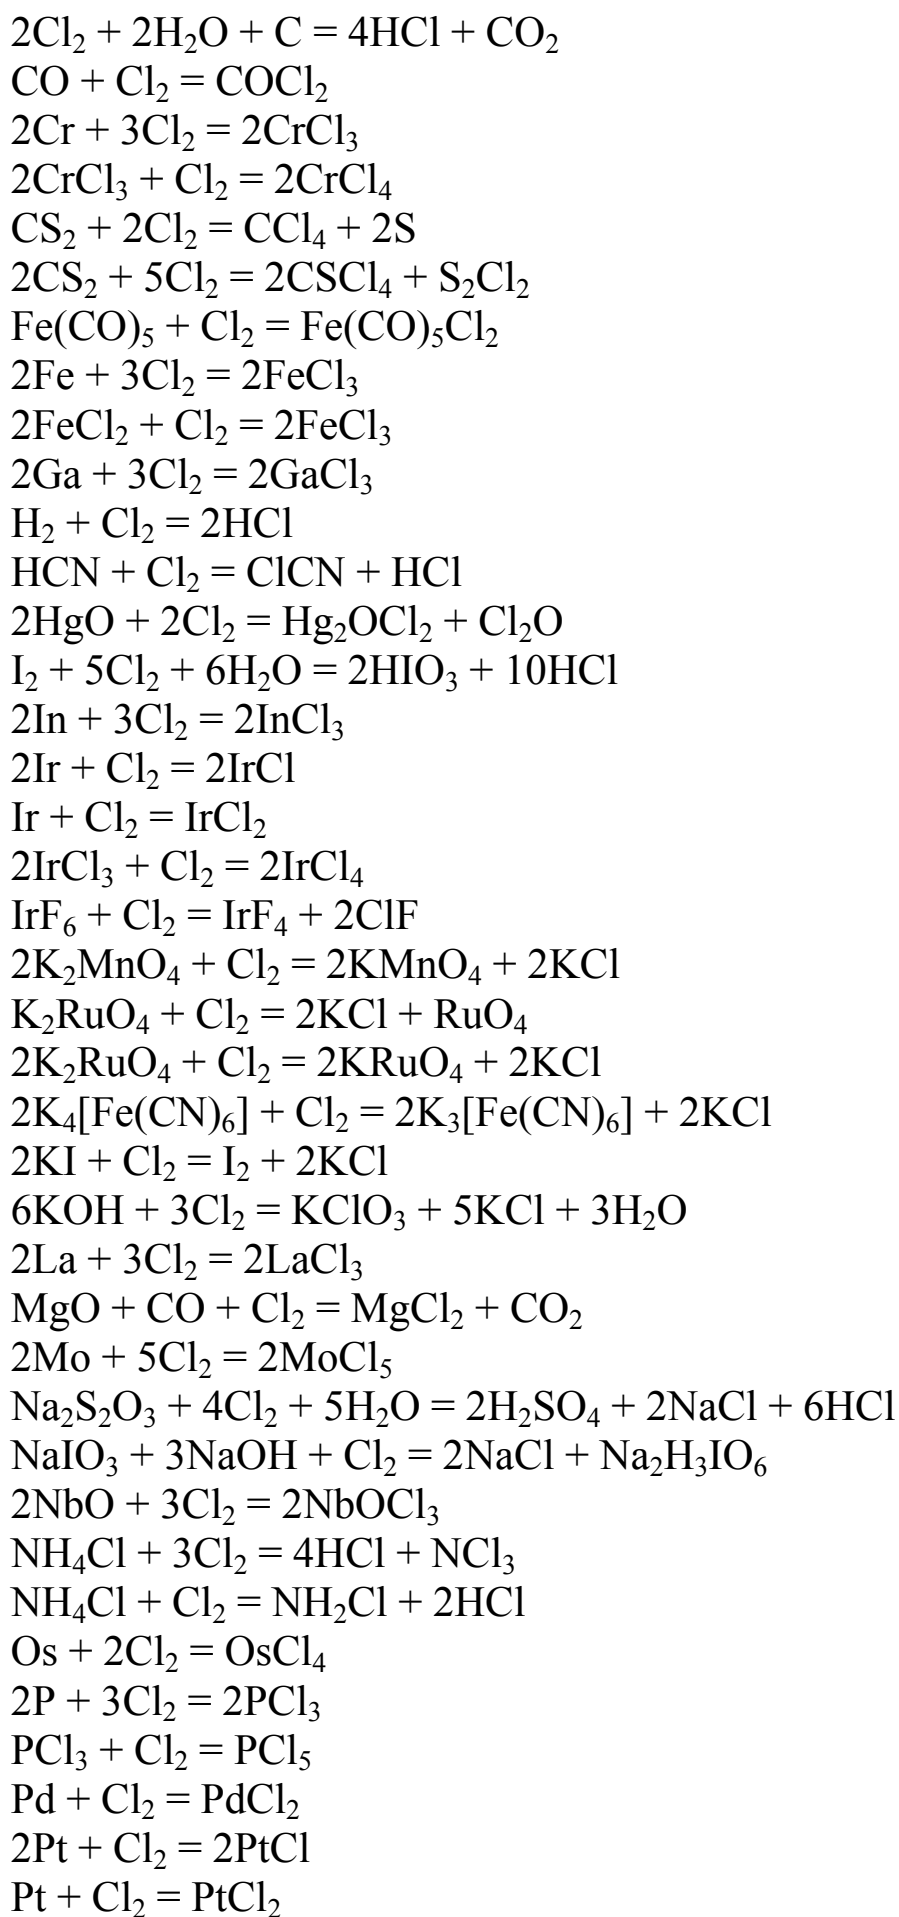 2Cl₂ + 2H₂O + C = 4HCl + CO₂
CO + Cl₂ = COCl₂
2Cr + 3Cl₂ = 2CrCl₃
2CrCl₃ + Cl₂ = 2CrCl₄
CS₂ + 2Cl₂ = CCl₄ + 2S
2CS₂ + 5Cl₂ = 2CSCl₄ + S₂Cl₂
Fe(CO)₅ + Cl₂ = Fe(CO)₅Cl₂
2Fe + 3Cl₂ = 2FeCl₃
2FeCl₂ + Cl₂ = 2FeCl₃
2Ga + 3Cl₂ = 2GaCl₃
H₂ + Cl₂ = 2HCl
HCN + Cl₂ = ClCN + HCl
2HgO + 2Cl₂ = Hg₂OCl₂ + Cl₂O
I₂ + 5Cl₂ + 6H₂O = 2HIO₃ + 10HCl
2In + 3Cl₂ = 2InCl₃
2Ir + Cl₂ = 2IrCl
Ir + Cl₂ = IrCl₂
2IrCl₃ + Cl₂ = 2IrCl₄
IrF₆ + Cl₂ = IrF₄ + 2ClF
2K₂MnO₄ + Cl₂ = 2KMnO₄ + 2KCl
K₂RuO₄ + Cl₂ = 2KCl + RuO₄
2K₂RuO₄ + Cl₂ = 2KRuO₄ + 2KCl
2K₄[Fe(CN)₆] + Cl₂ = 2K₃[Fe(CN)₆] + 2KCl
2KI + Cl₂ = I₂ + 2KCl
6KOH + 3Cl₂ = KClO₃ + 5KCl + 3H₂O
2La + 3Cl₂ = 2LaCl₃
MgO + CO + Cl₂ = MgCl₂ + CO₂
2Mo + 5Cl₂ = 2MoCl₅
Na₂S₂O₃ + 4Cl₂ + 5H₂O = 2H₂SO₄ + 2NaCl + 6HCl
NaIO₃ + 3NaOH + Cl₂ = 2NaCl + Na₂H₃IO₆
2NbO + 3Cl₂ = 2NbOCl₃
NH₄Cl + 3Cl₂ = 4HCl + NCl₃
NH₄Cl + Cl₂ = NH₂Cl + 2HCl
Os + 2Cl₂ = OsCl₄
2P + 3Cl₂ = 2PCl₃
PCl₃ + Cl₂ = PCl₅
Pd + Cl₂ = PdCl₂
2Pt + Cl₂ = 2PtCl
Pt + Cl₂ = PtCl₂